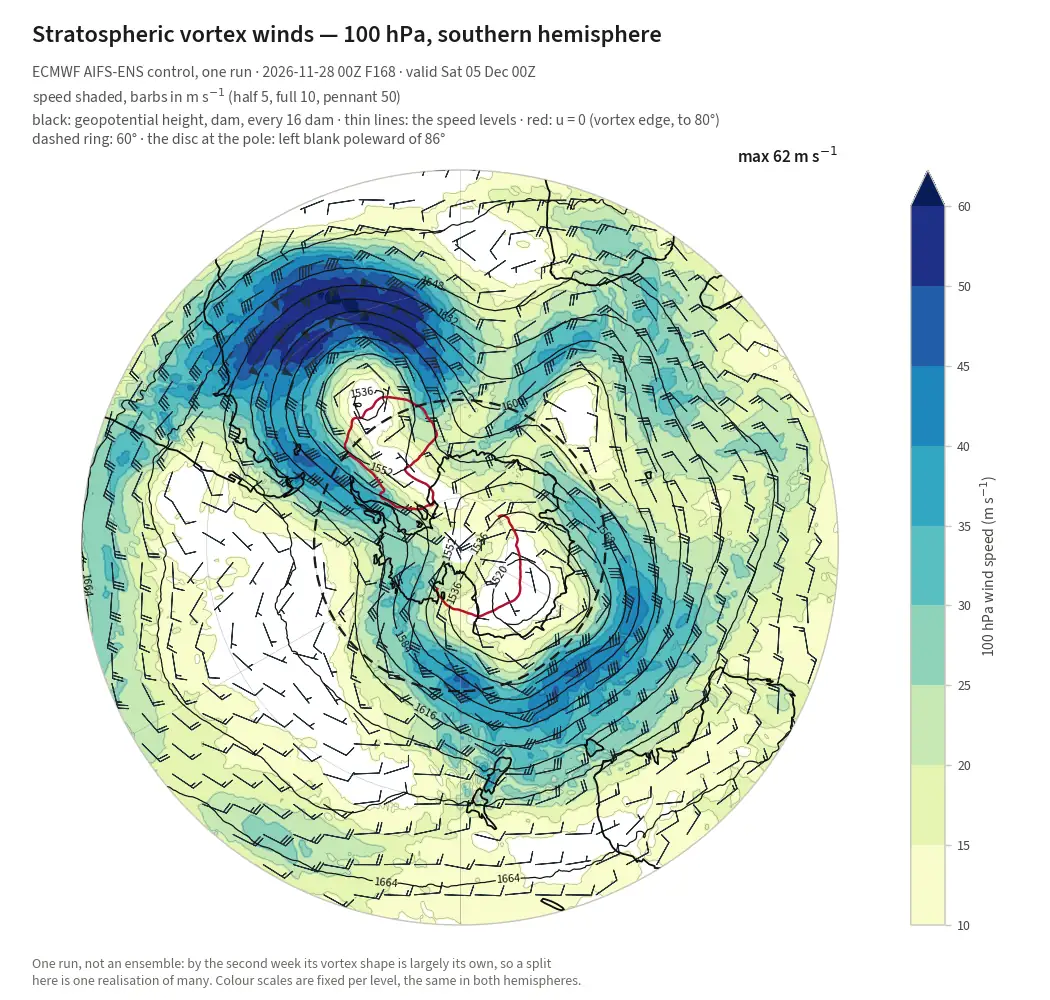 Stratospheric vortex winds — 100 hPa, southern hemisphere
ECMWF AIFS-ENS control, one run · 2026-11-28 00Z F168 · valid Sat 05 Dec 00Z
speed shaded, barbs in m s−1 (half 5, full 10, pennant 50)
black: geopotential height, dam, every 16 dam · thin lines: the speed levels · red: u = 0 (vortex edge, to 80°)
dashed ring: 60° · the disc at the pole: left blank poleward of 86°
max 62 m s−1
60
50
45
40
35
30
25
20
15
10
100 hPa wind speed (m s−1)
1536
1552
1520
1536
1616
1664
1664
1664
One run, not an ensemble: by the second week its vortex shape is largely its own, so a split
here is one realisation of many. Colour scales are fixed per level, the same in both hemispheres.